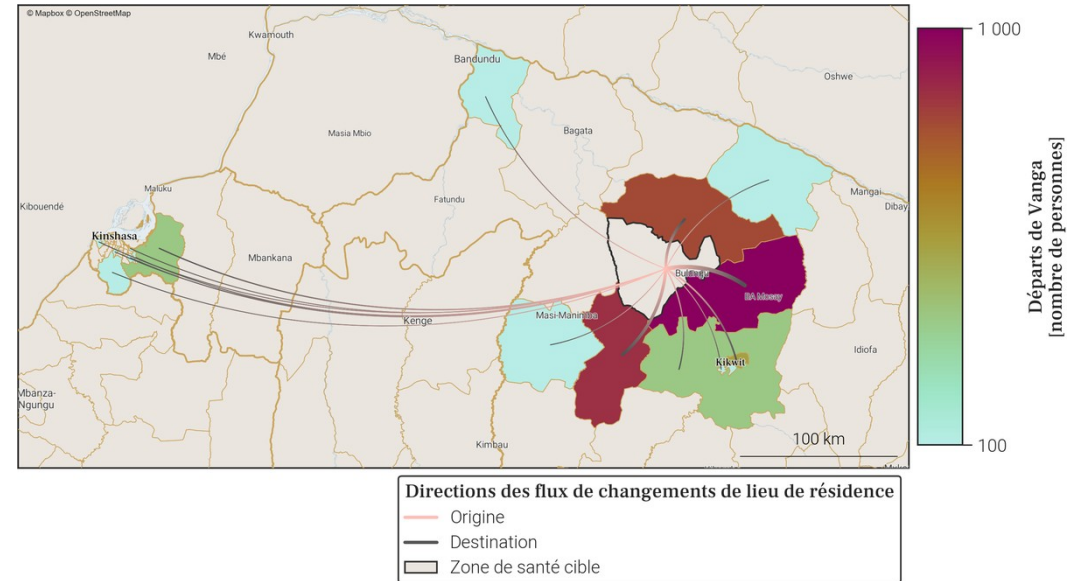 © Mapbox © OpenStreetMap
Kwamouth
Mbé
Bandundu
Oshwe
Masia Mbio
Bagata
Maluku
Mangai
Kibouendé
Fatundu
Dibay
Kinshasa
Mbankana
BA Mosay
Masi-Manimba
Kenge
Idiofa
Kikwit
Mbanza-
Ngungu
Kimbau
100 km
1 000
100
Départs de Vanga
[nombre de personnes]
Directions des flux de changements de lieu de résidence
Origine
Destination
Zone de santé cible